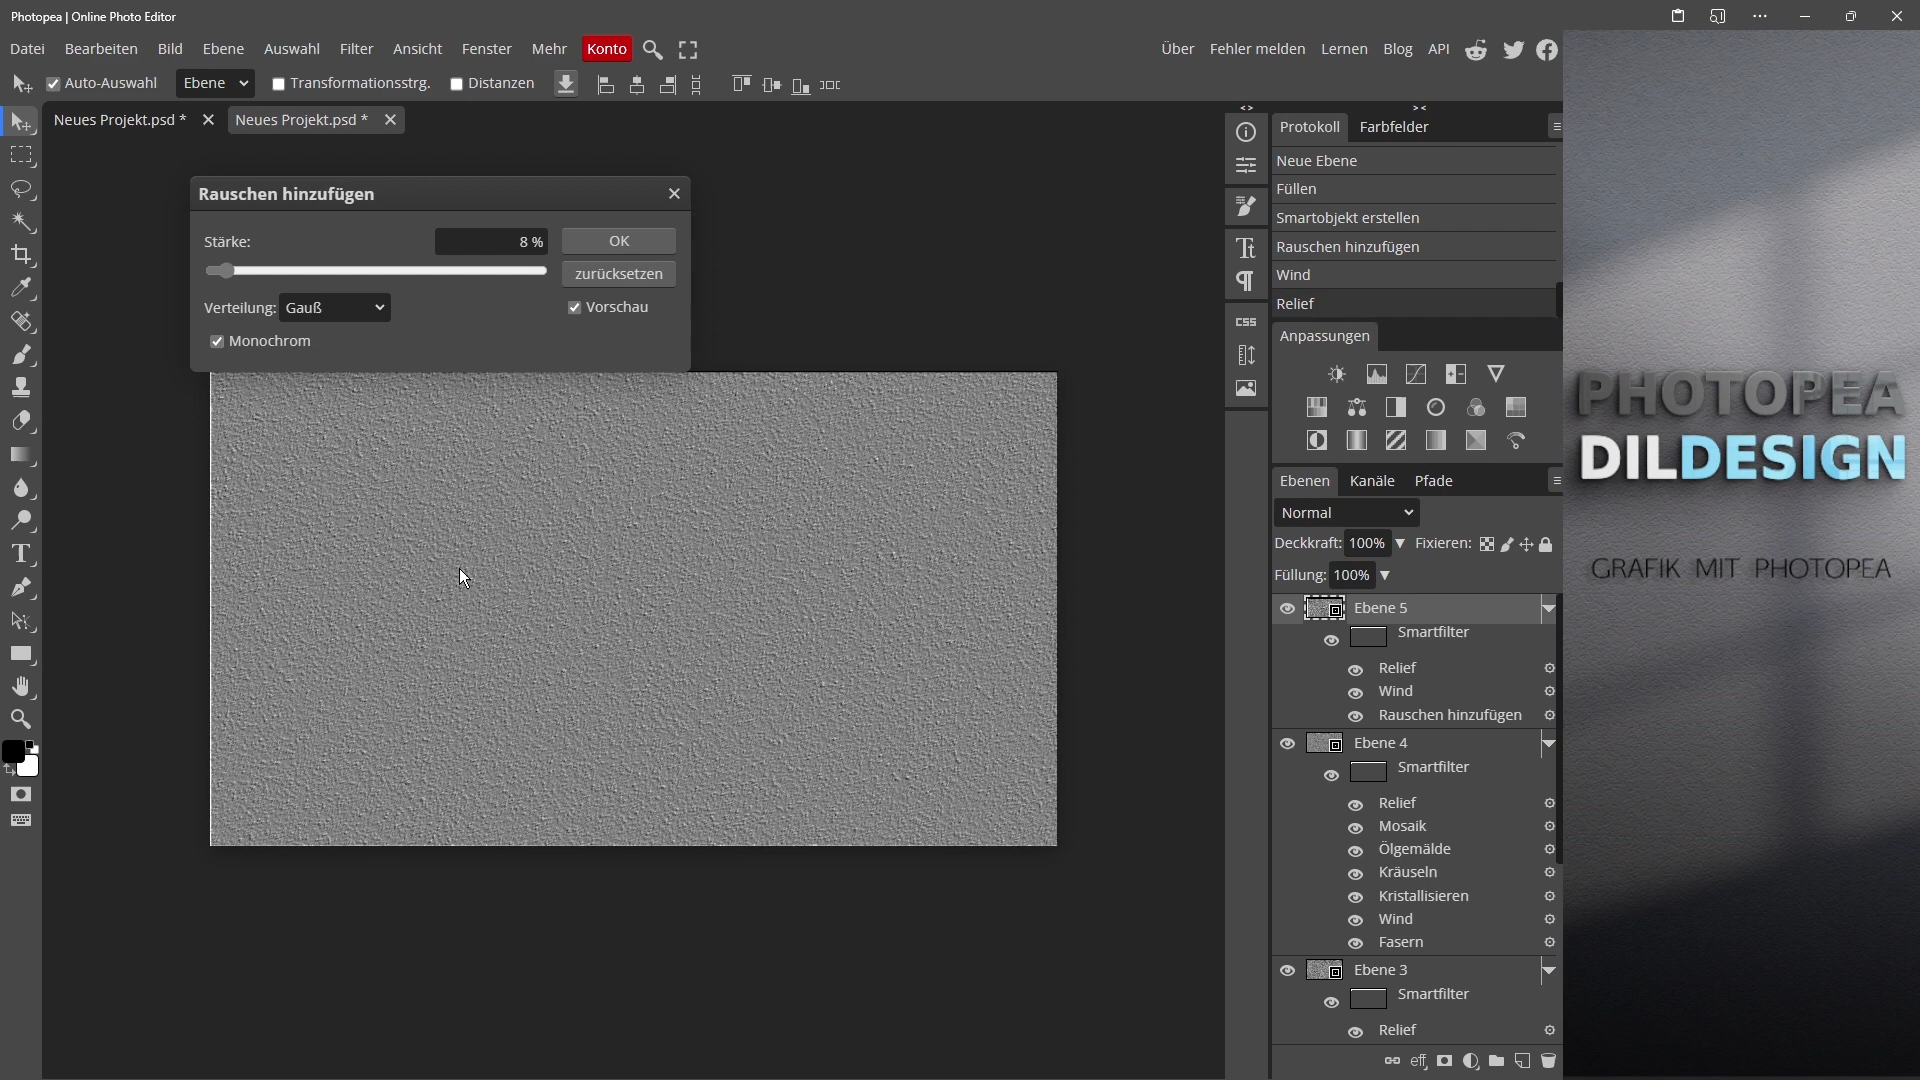 Photopea | Online Photo Editor
Datei Bearbeiten Bild Ebene Auswahl Filter Ansicht Fenster Mehr Konto Über Fehler melden Lernen Blog API
Auto-Auswahl Ebene Transformationsstrg. Distanzen
Neues Projekt.psd * Neues Projekt.psd *
Rauschen hinzufügen
Stärke: 8 % OK
zurücksetzen
Verteilung: Gauß Vorschau
Monochrom
Protokoll Farbfelder
Neue Ebene
Füllen
Smartobjekt erstellen
Rauschen hinzufügen
Wind
Relief
Anpassungen
CSS
Ebenen Kanäle Pfade
Normal
Deckkraft: 100% Fixieren:
Füllung: 100%
Ebene 5
Smartfilter
Relief
Wind
Rauschen hinzufügen
Ebene 4
Smartfilter
Relief
Mosaik
Ölgemälde
Kräuseln
Kristallisieren
Wind
Fasern
Ebene 3
Smartfilter
Relief
eff
PHOTOPEA
DILDESIGN
GRAFIK MIT PHOTOPEA